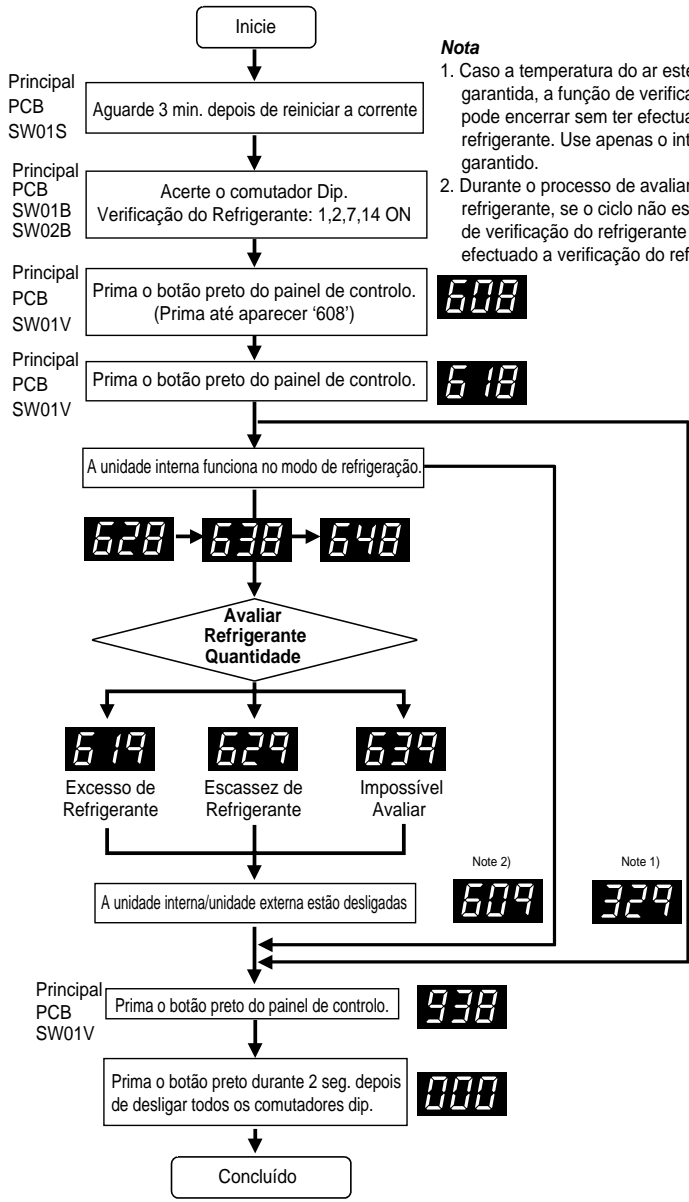 Inicie
Nota
1. Caso a temperatura do ar
garantida, a função de
pode encerrar sem ter
refrigerante. Use apenas o
garantido.
2. Durante o processo de
refrigerante, se o ciclo não
de verificação do refrigerante
efectuado a verificação do
Principal
PCB
SW01S
Aguarde 3 min. depois de reiniciar a corrente
Principal
PCB
SW01B
SW02B
Acerte o comutador Dip.
Verificação do Refrigerante: 1,2,7,14 ON
Principal
PCB
SW01V
Prima o botão preto do painel de controlo.
(Prima até aparecer ‘608’)
608
Principal
PCB
SW01V
Prima o botão preto do painel de controlo.
618
A unidade interna funciona no modo de refrigeração.
628
638
648
Avaliar
Refrigerante
Quantidade
619
629
639
Excesso de
Refrigerante
Escassez de
Refrigerante
Impossível
Avaliar
Note 2)
Note 1)
A unidade interna/unidade externa estão desligadas
609
329
Principal
PCB
SW01V
Prima o botão preto do painel de controlo.
938
Prima o botão preto durante 2 seg. depois
de desligar todos os comutadores dip.
000
Concluído